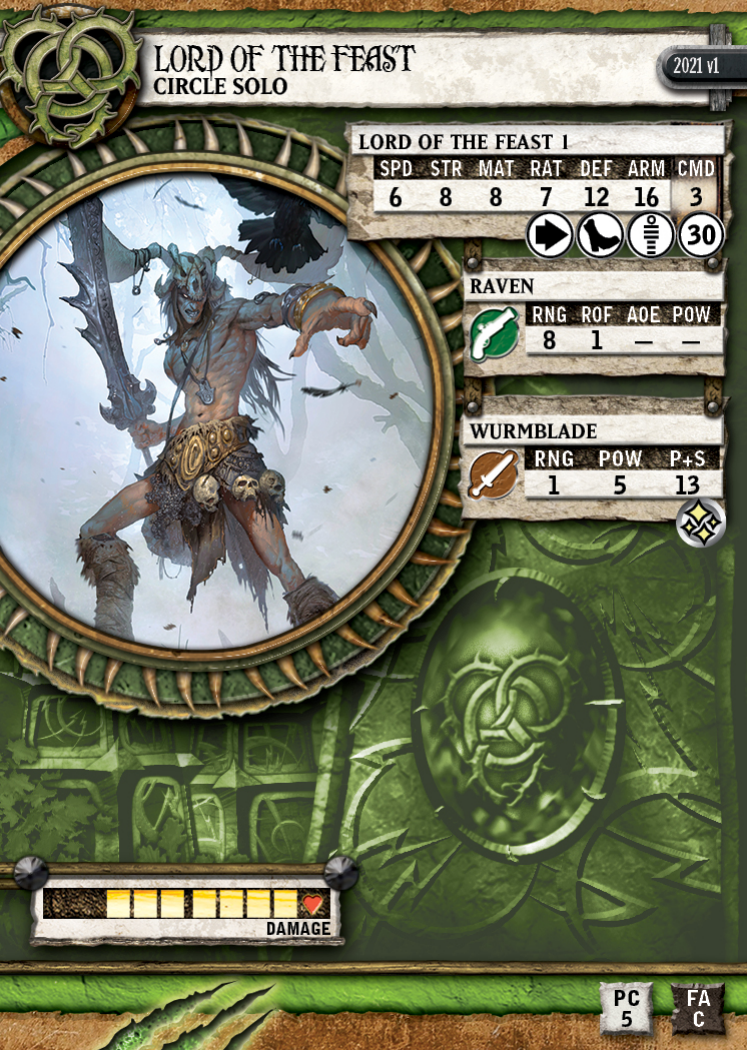 LORD OF THE FEAST
CIRCLE SOLO
2021 v1
LORD OF THE FEAST 1
SPD STR MAT RAT DEF ARM CMD
6 8 8 7 12 16 3
30
RAVEN
RNG ROF AOE POW
8 1 — —
WURMBLADE
RNG POW P+S
1 5 13
DAMAGE
PC
5
FA
C